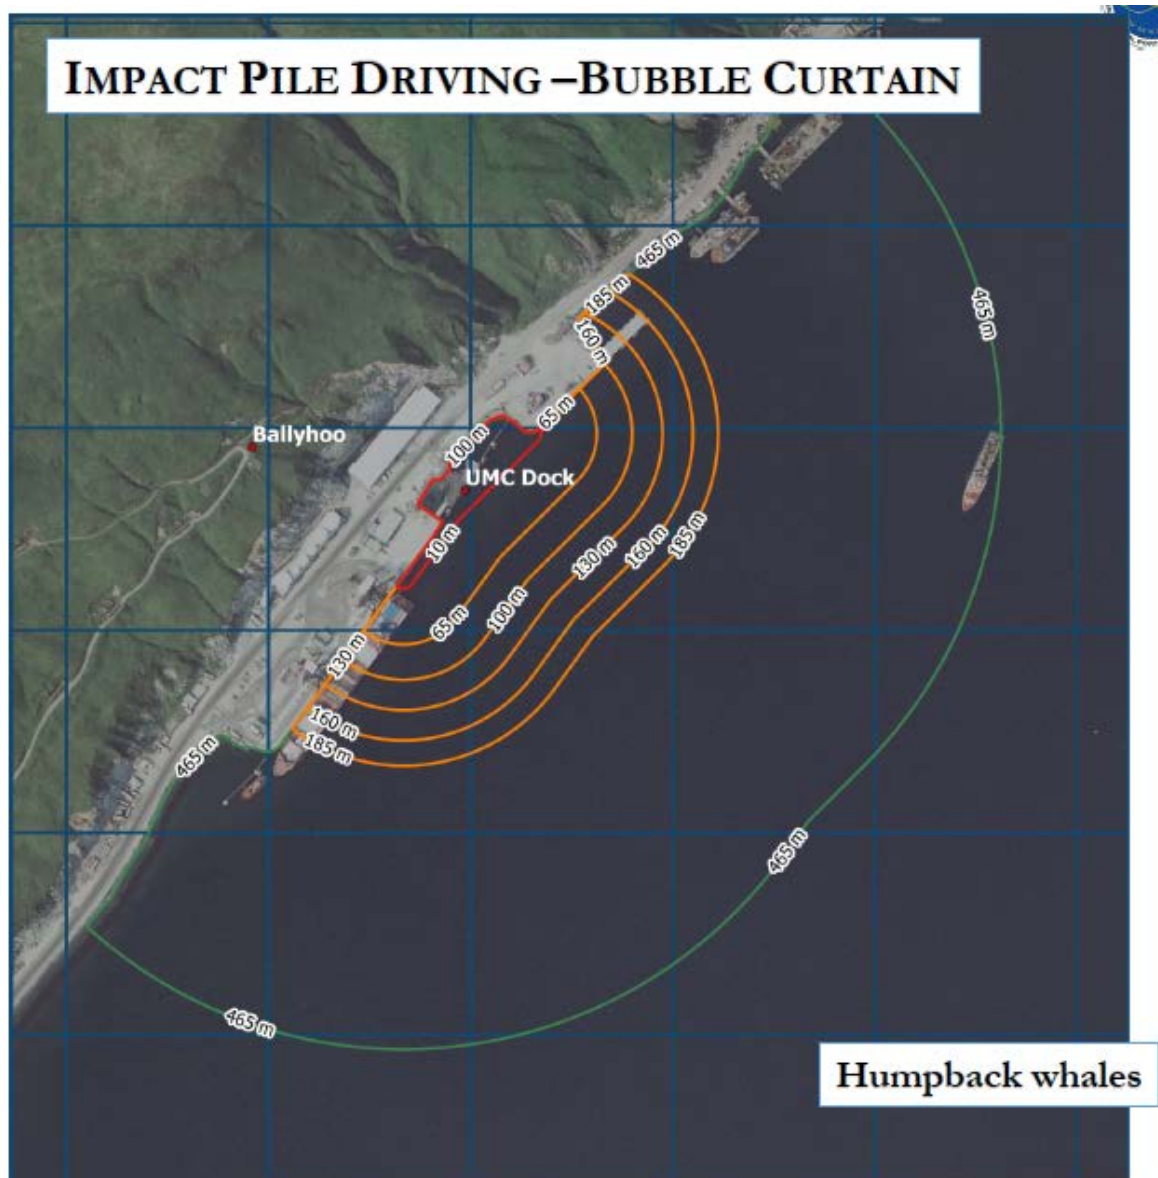 IMPACT PILE DRIVING –BUBBLE CURTAIN
465 m
185 m
160 m
465 m
65 m
Ballyhoo
100 m
UMC Dock
10 m
185 m
160 m
130 m
100 m
65 m
130 m
160 m
185 m
465 m
465 m
465 m
Humpback whales